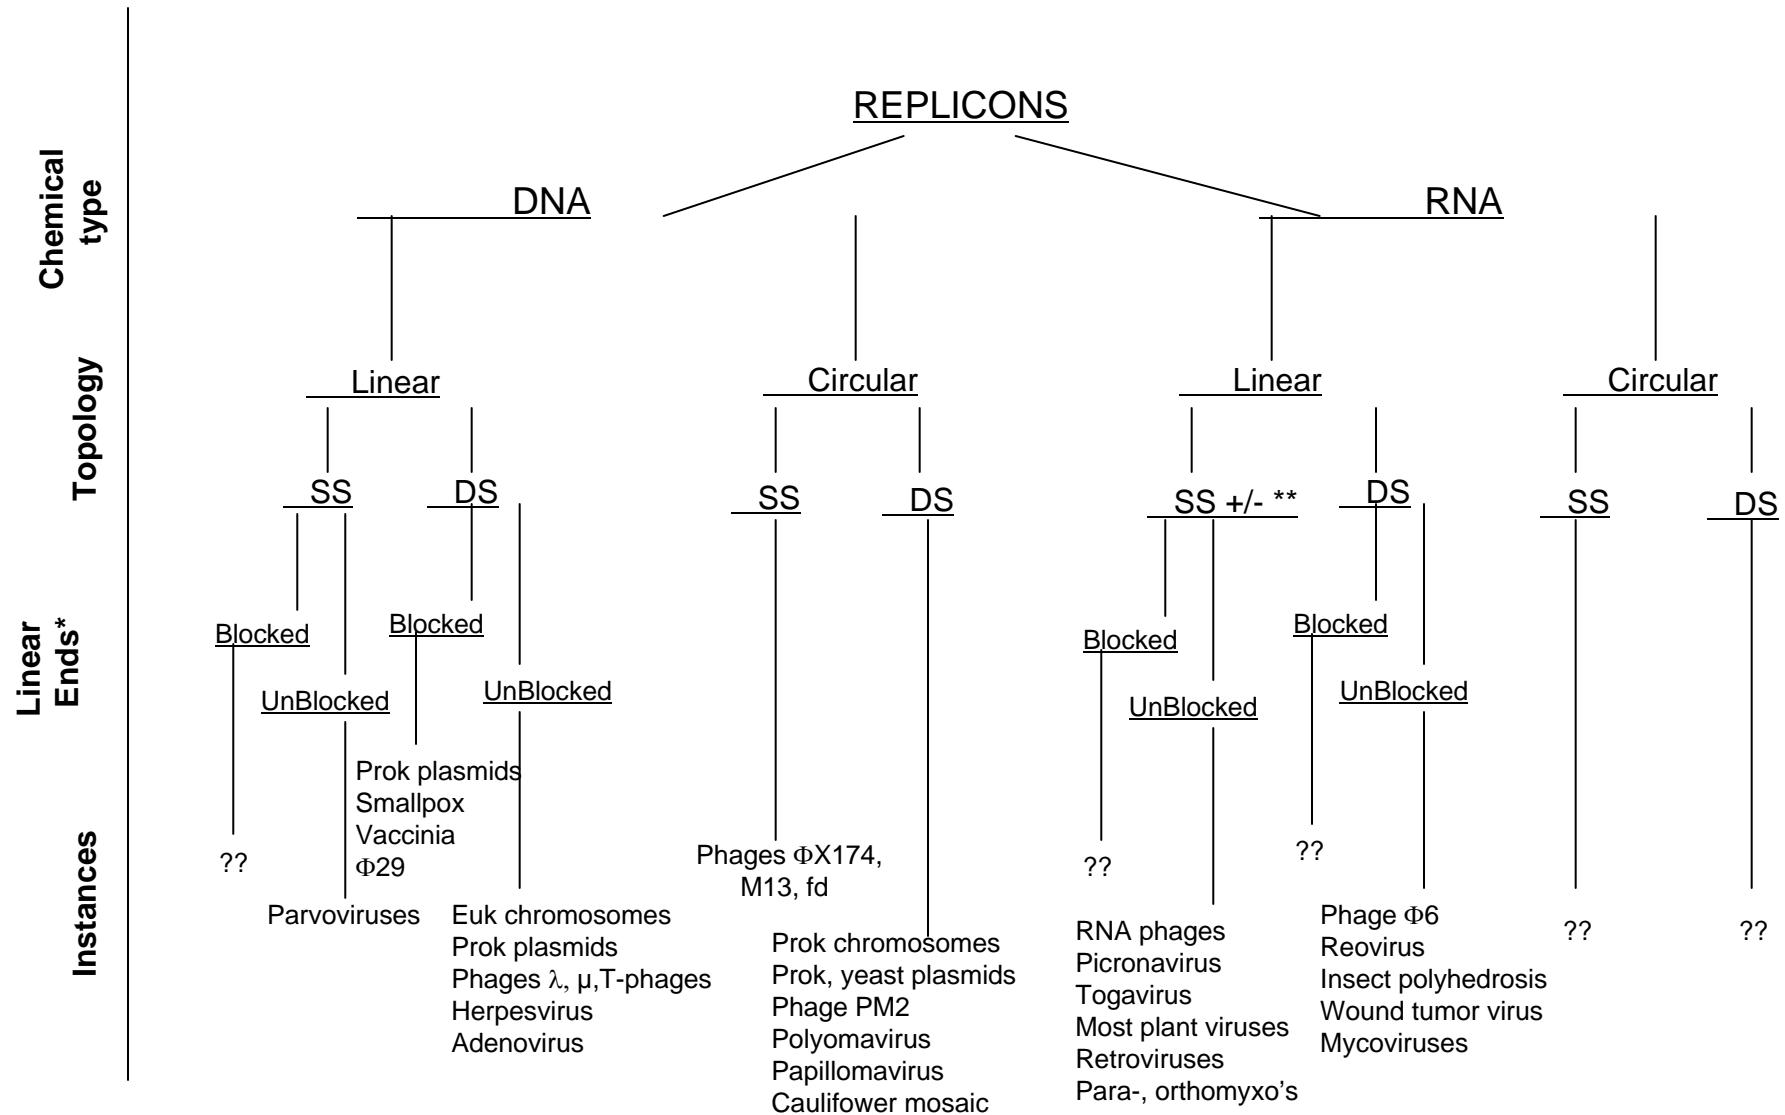 REPLICONS
Chemical
type
DNA
RNA
Topology
Linear
Circular
Linear
Circular
SS
DS
SS
DS
SS +/- **
DS
SS
DS
Linear
Ends*
Blocked
Blocked
Blocked
Blocked
UnBlocked
UnBlocked
UnBlocked
UnBlocked
Instances
??
Parvoviruses
Prok plasmids
Smallpox
Vaccinia
Φ29
Euk chromosomes
Prok plasmids
Phages λ, μ,T-phages
Herpesvirus
Adenovirus
Phages ΦX174,
M13, fd
Prok chromosomes
Prok, yeast plasmids
Phage PM2
Polyomavirus
Papillomavirus
Caulifower mosaic
??
RNA phages
Picronavirus
Togavirus
Most plant viruses
Retroviruses
Para-, orthomyxo's
??
Phage Φ6
Reovirus
Insect polyhedrosis
Wound tumor virus
Mycoviruses
??
??